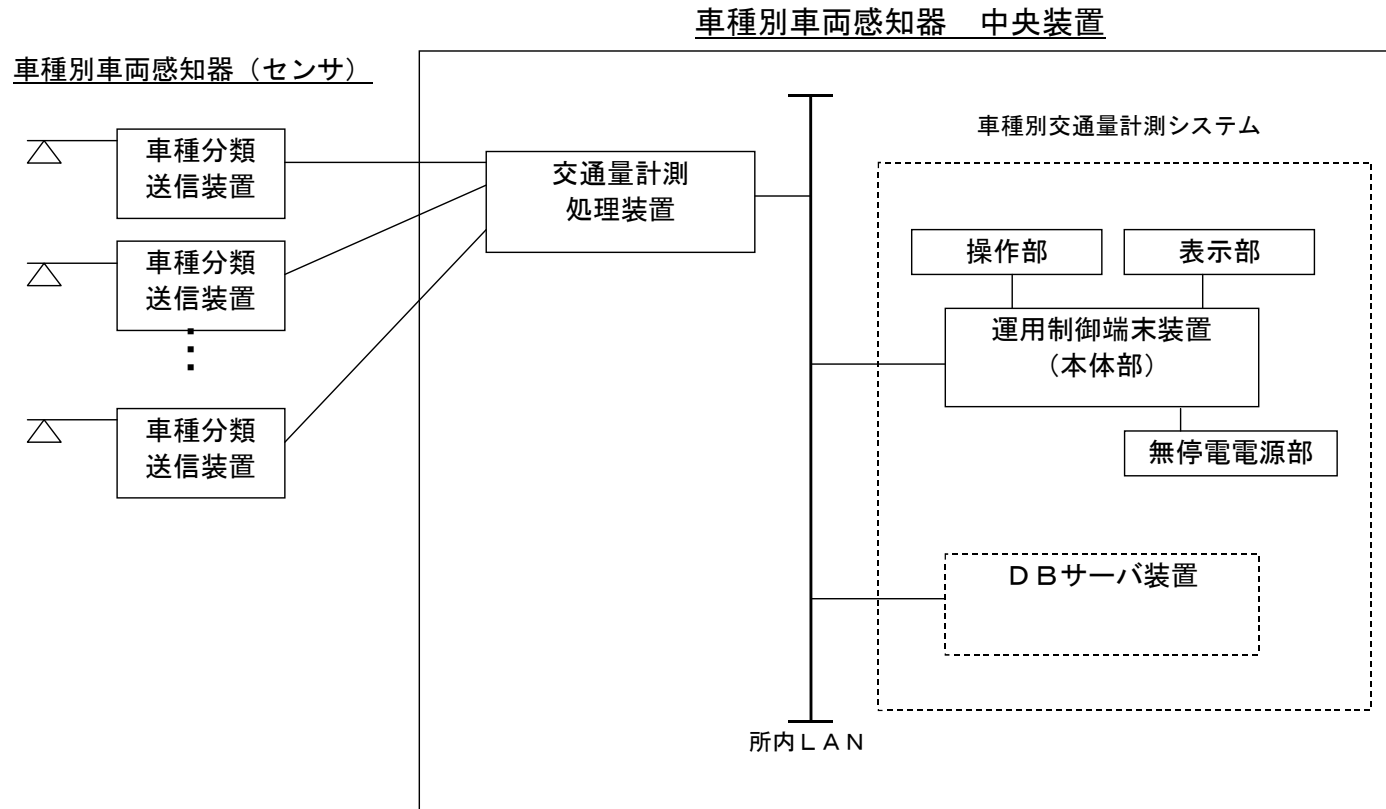 車種別車両感知器　中央装置
車種別車両感知器（センサ）
車種分類
送信装置
車種分類
送信装置
車種分類
送信装置
交通量計測
処理装置
車種別交通量計測システム
操作部
表示部
運用制御端末装置
（本体部）
無停電電源部
ＤＢサーバ装置
所内ＬＡＮ